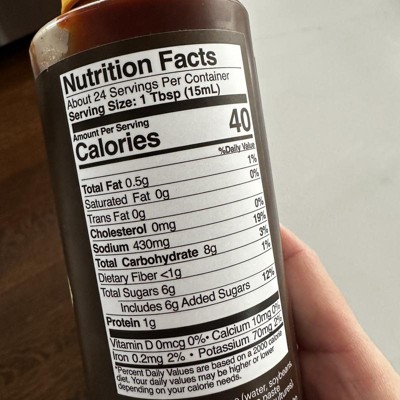 Nutrition Facts
About 24 Servings Per Container
Serving Size: 1 Tbsp (15mL)
Amount Per Serving
Calories 40
%Daily Value
Total Fat 0.5g 1%
Saturated Fat 0g 0%
Trans Fat 0g
Cholesterol 0mg 0%
Sodium 430mg 19%
Total Carbohydrate 8g 3%
Dietary Fiber <1g 1%
Total Sugars 6g
Includes 6g Added Sugars 12%
Protein 1g
Vitamin D 0mcg 0% • Calcium 10mg 0%
Iron 0.2mg 2% • Potassium 70mg 2%
*Percent Daily Values are based on a 2000 calorie
diet. Your daily values may be higher or lower
depending on your calorie needs.
(water, soybeans,
paste